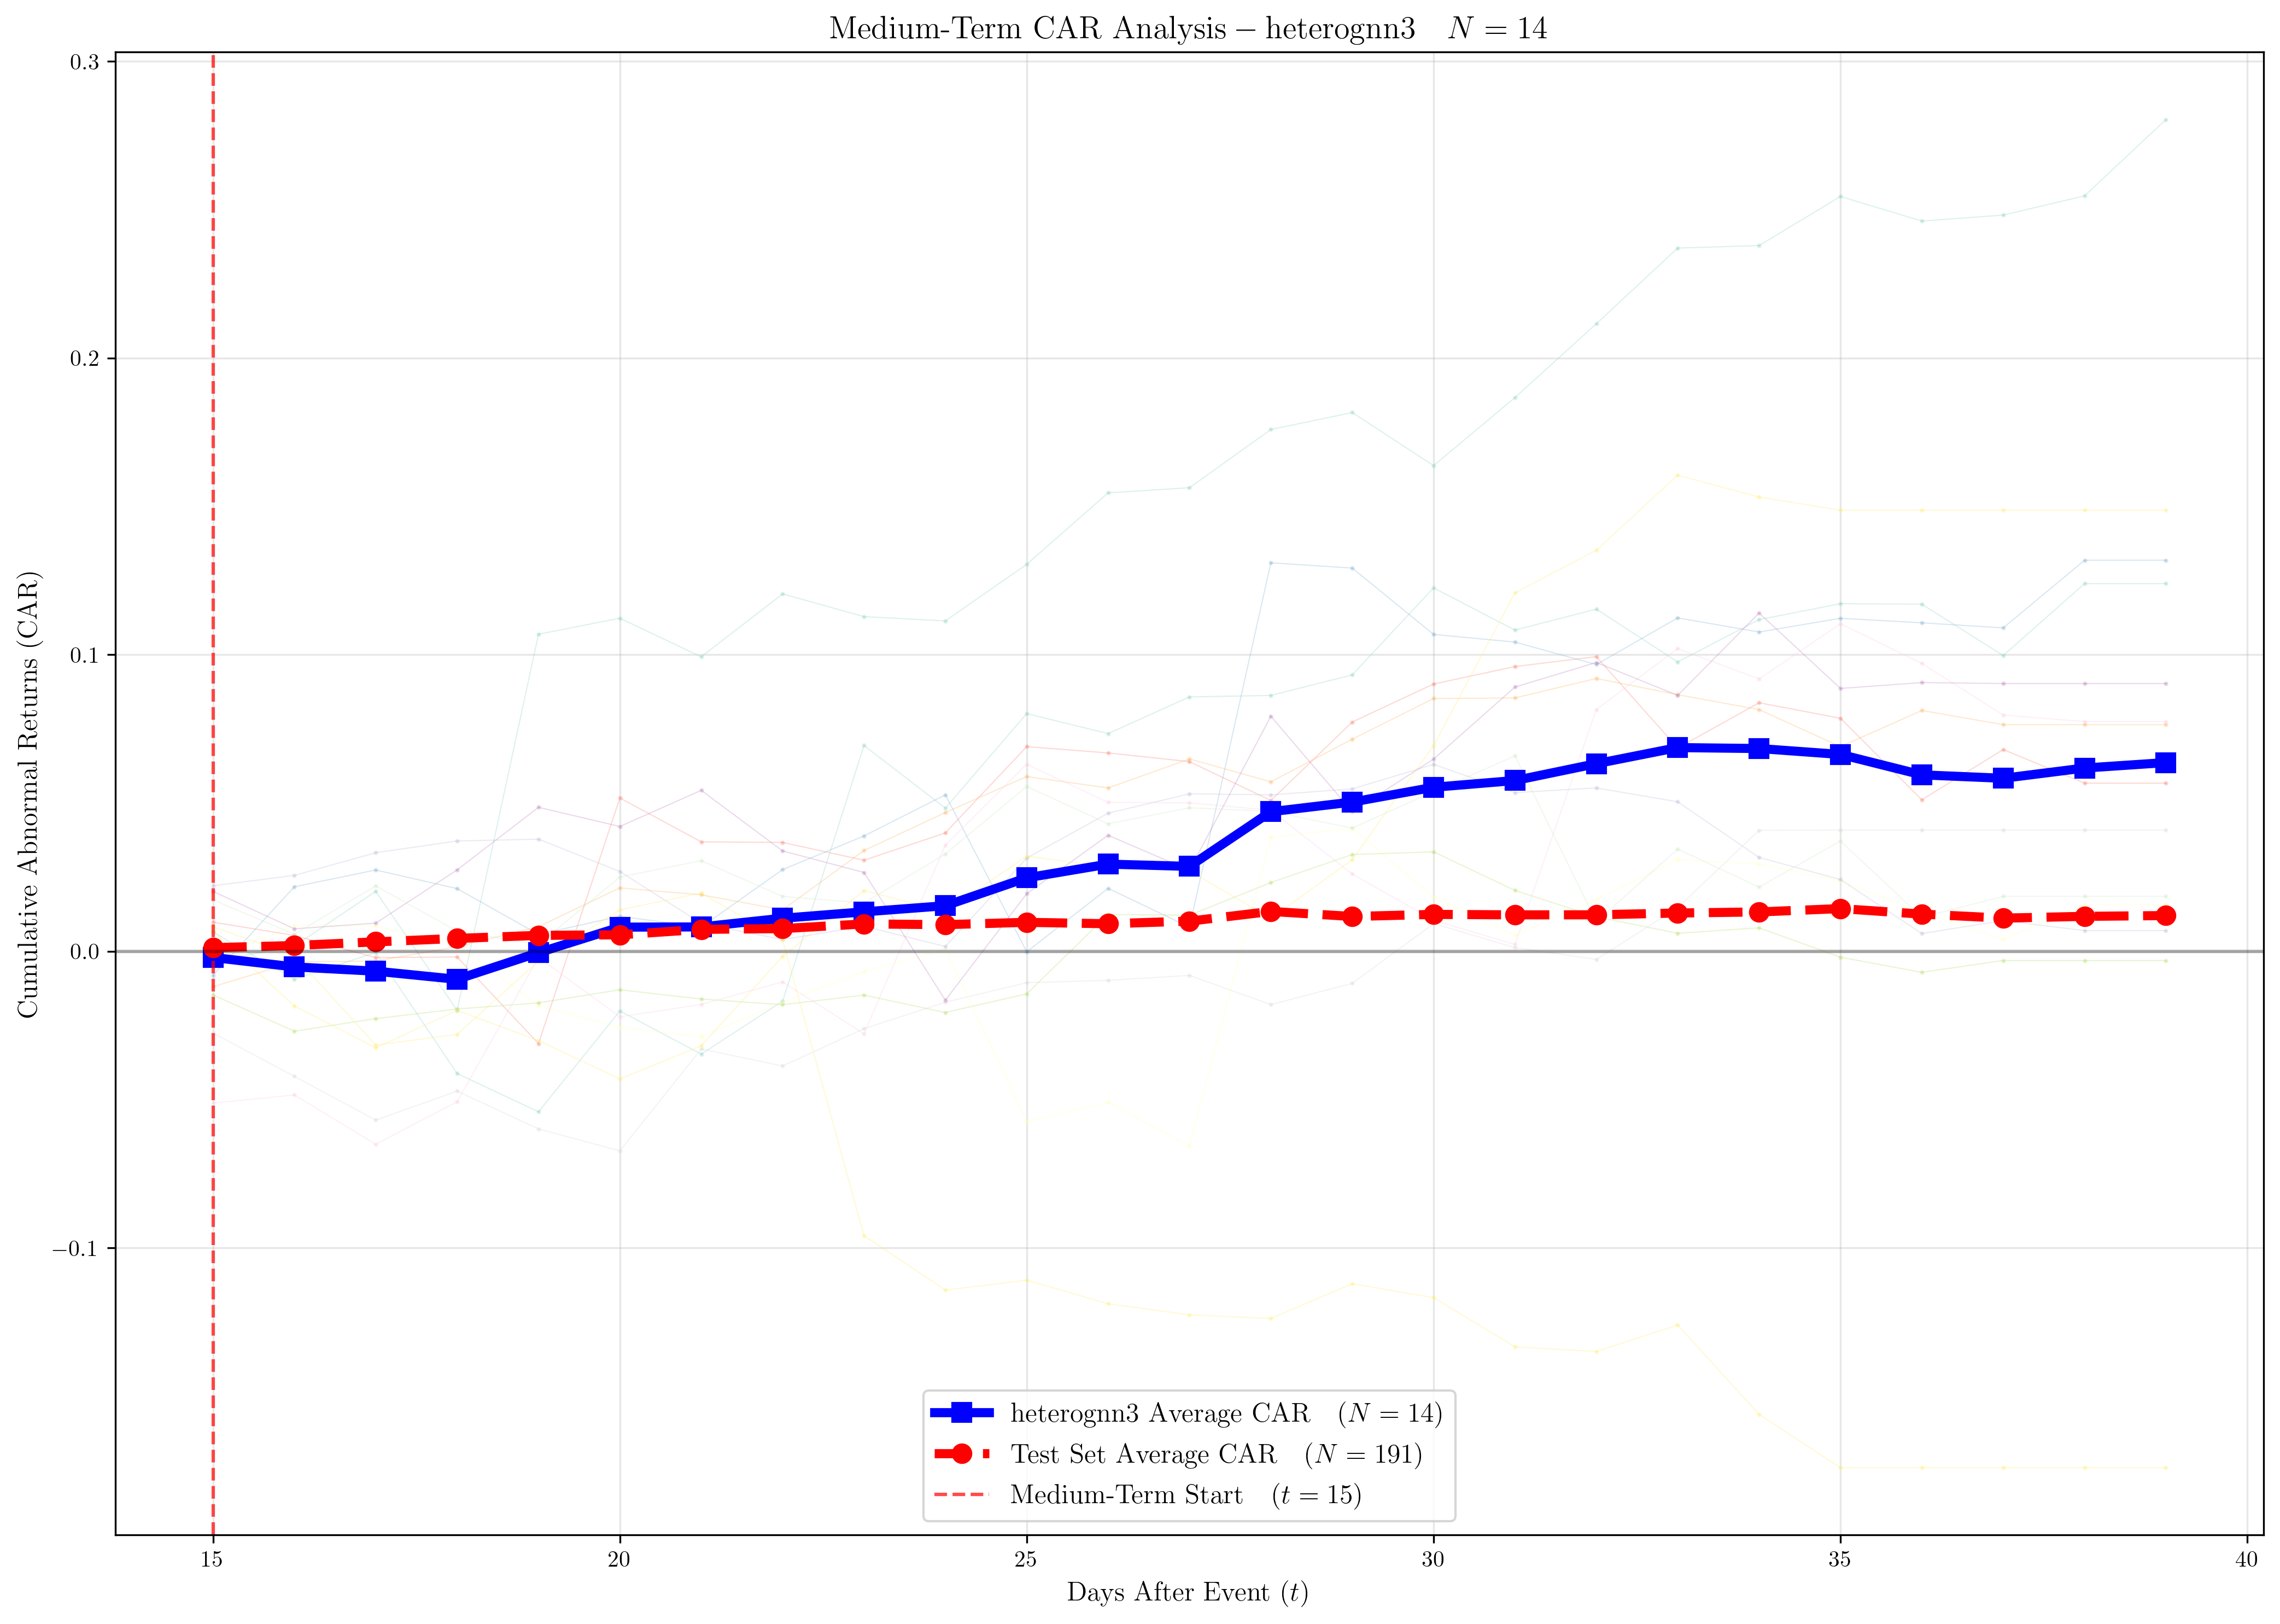 Medium-Term CAR Analysis – heterognn3 N = 14
Cumulative Abnormal Returns (CAR)
0.3
0.2
0.1
0.0
−0.1
heterognn3 Average CAR (N = 14)
Test Set Average CAR (N = 191)
Medium-Term Start (t = 15)
15 20 25 30 35 40
Days After Event (t)